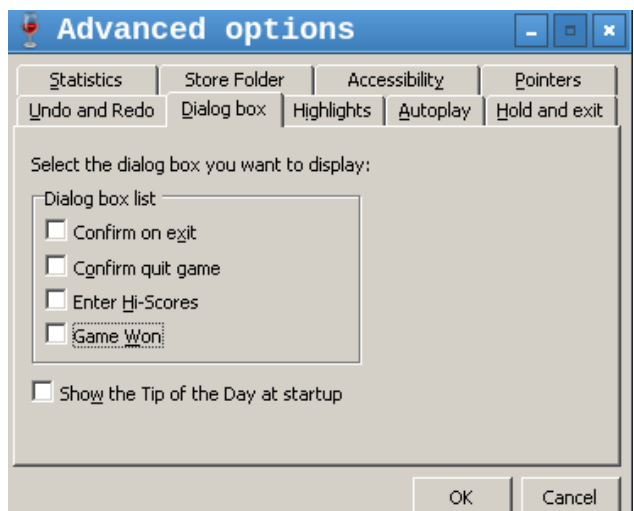 Advanced options
Statistics Store Folder Accessibility Pointers
Undo and Redo Dialog box Highlights Autoplay Hold and exit
Select the dialog box you want to display:
Dialog box list
Confirm on exit
Confirm quit game
Enter Hi-Scores
Game Won
Show the Tip of the Day at startup
OK Cancel